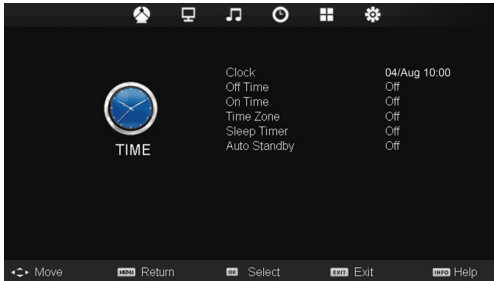 Clock 04/Aug 10:00
Off Time Off
On Time Off
Time Zone Off
Sleep Timer Off
Auto Standby Off
TIME
Move MENU Return OK Select EXIT Exit INFO Help